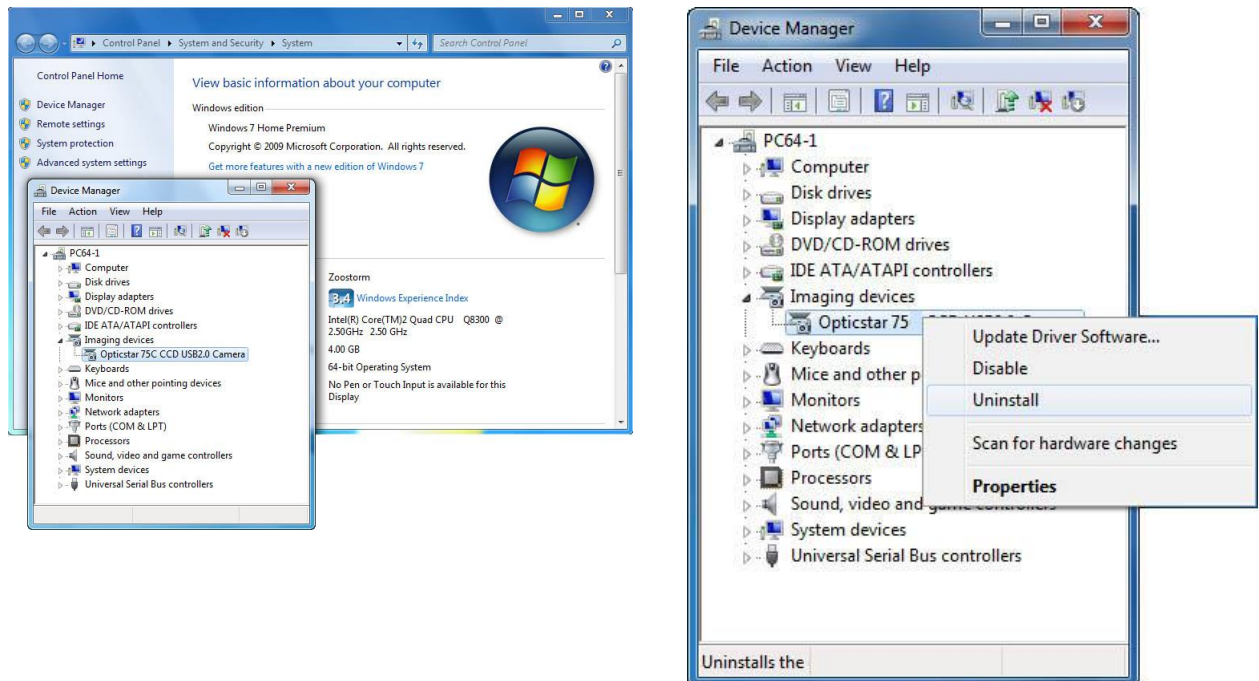 Control Panel ▸ System and Security ▸ System
Search Control Panel
Control Panel Home
Device Manager
Remote settings
System protection
Advanced system settings
View basic information about your computer
Windows edition
Windows 7 Home Premium
Copyright © 2009 Microsoft Corporation. All rights reserved.
Get more features with a new edition of Windows 7
Zoostorm
3.4 Windows Experience Index
Intel(R) Core(TM)2 Quad CPU Q8300 @
2.50GHz 2.50 GHz
4.00 GB
64-bit Operating System
No Pen or Touch Input is available for this
Display
Device Manager
File Action View Help
PC64-1
Computer
Disk drives
Display adapters
DVD/CD-ROM drives
IDE ATA/ATAPI controllers
Imaging devices
Opticstar 75C CCD USB2.0 Camera
Keyboards
Mice and other pointing devices
Monitors
Network adapters
Ports (COM & LPT)
Processors
Sound, video and game controllers
System devices
Universal Serial Bus controllers
Device Manager
File Action View Help
PC64-1
Computer
Disk drives
Display adapters
DVD/CD-ROM drives
IDE ATA/ATAPI controllers
Imaging devices
Opticstar 75
Keyboards
Mice and other p
Monitors
Network adapters
Ports (COM & LP
Processors
Sound, video and
System devices
Universal Serial Bus controllers
Update Driver Software...
Disable
Uninstall
Scan for hardware changes
Properties
Uninstalls the